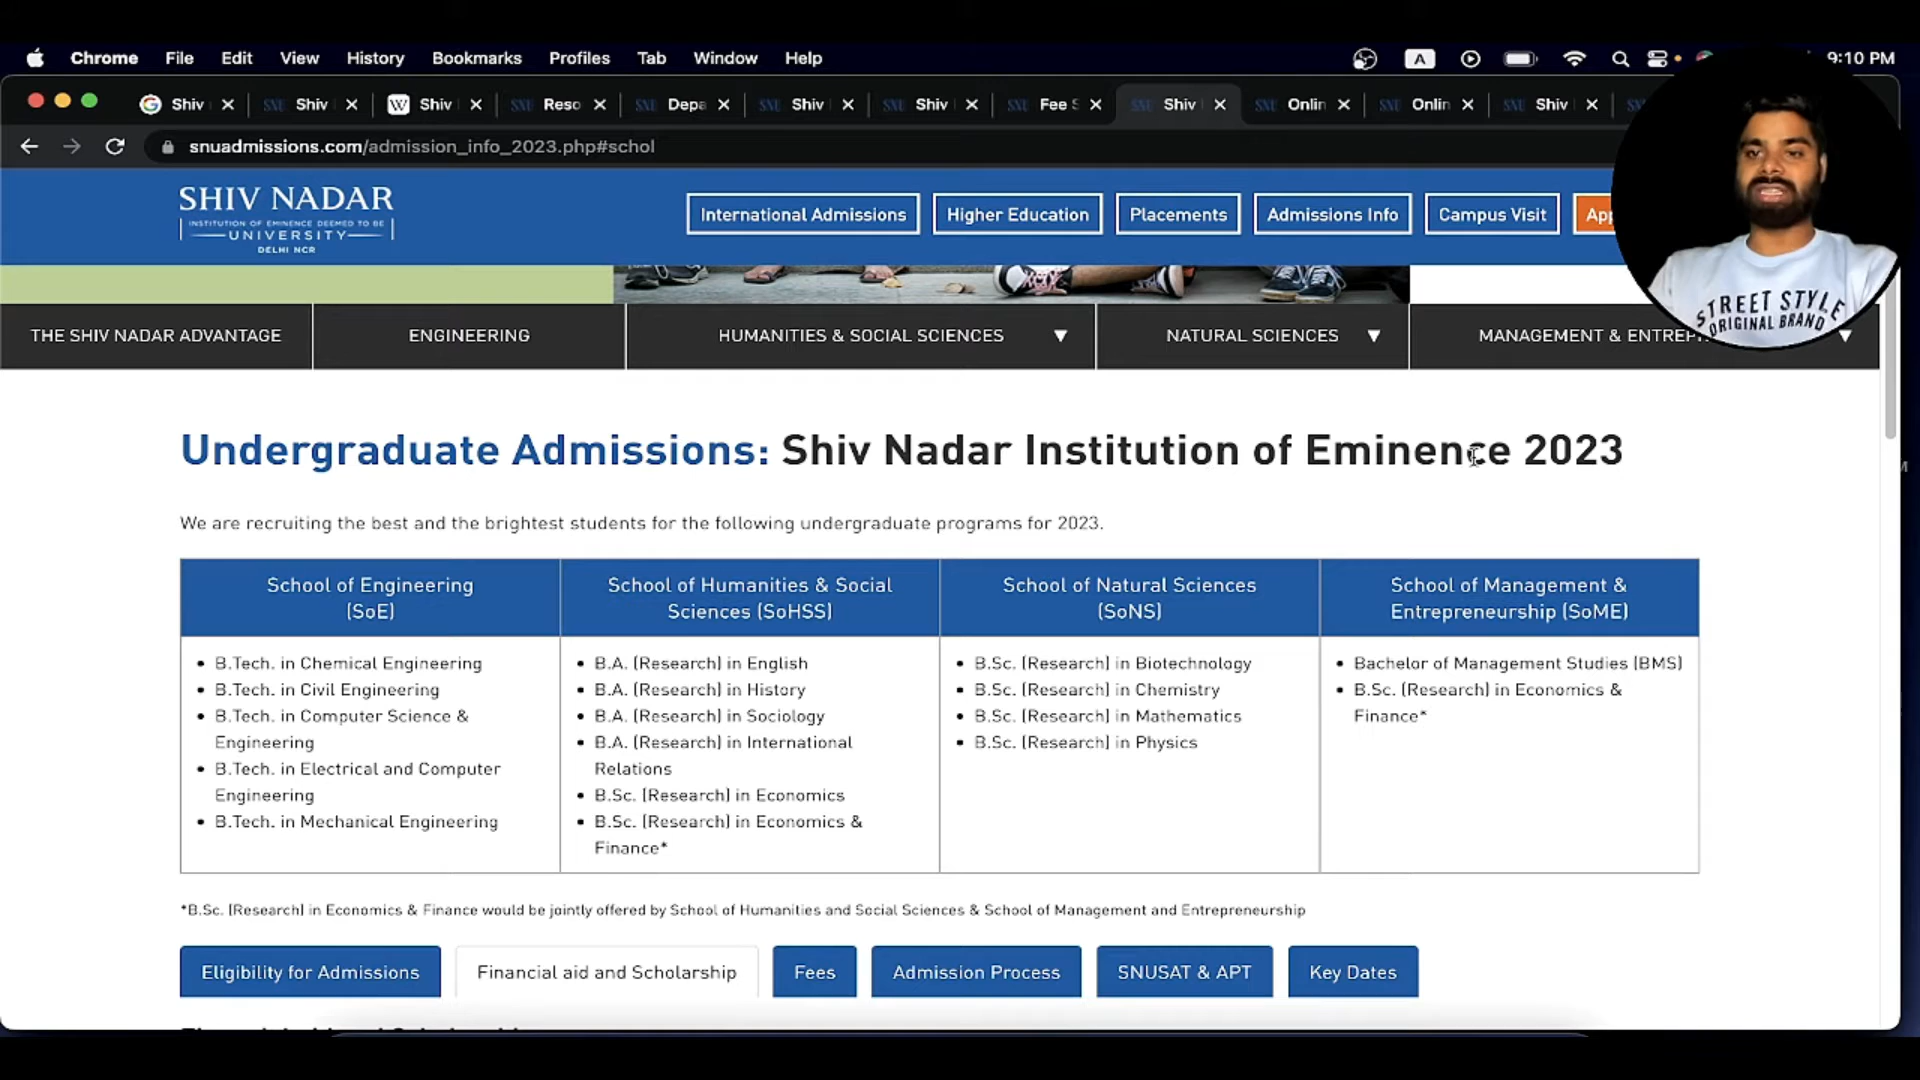 Chrome File Edit View History Bookmarks Profiles Tab Window Help A 9:10 PM
Shiv Shiv Shiv Reso Depa Shiv Shiv Fee S Shiv Onlin Onlin Shiv
snuadmissions.com/admission_info_2023.php#schol
SHIV NADAR
INSTITUTION OF EMINENCE DEEMED TO BE
UNIVERSITY
DELHI NCR
International Admissions Higher Education Placements Admissions Info Campus Visit App
STREET STYLE
ORIGINAL BRAND
THE SHIV NADAR ADVANTAGE ENGINEERING HUMANITIES & SOCIAL SCIENCES NATURAL SCIENCES MANAGEMENT & ENTREP
Undergraduate Admissions: Shiv Nadar Institution of Eminence 2023
We are recruiting the best and the brightest students for the following undergraduate programs for 2023.
School of Engineering
(SoE)
• B.Tech. in Chemical Engineering
• B.Tech. in Civil Engineering
• B.Tech. in Computer Science &
Engineering
• B.Tech. in Electrical and Computer
Engineering
• B.Tech. in Mechanical Engineering
School of Humanities & Social
Sciences (SoHSS)
• B.A. (Research) in English
• B.A. (Research) in History
• B.A. (Research) in Sociology
• B.A. (Research) in International
Relations
• B.Sc. (Research) in Economics
• B.Sc. (Research) in Economics &
Finance*
School of Natural Sciences
(SoNS)
• B.Sc. (Research) in Biotechnology
• B.Sc. (Research) in Chemistry
• B.Sc. (Research) in Mathematics
• B.Sc. (Research) in Physics
School of Management &
Entrepreneurship (SoME)
• Bachelor of Management Studies (BMS)
• B.Sc. (Research) in Economics &
Finance*
*B.Sc. (Research) in Economics & Finance would be jointly offered by School of Humanities and Social Sciences & School of Management and Entrepreneurship
Eligibility for Admissions Financial aid and Scholarship Fees Admission Process SNUSAT & APT Key Dates